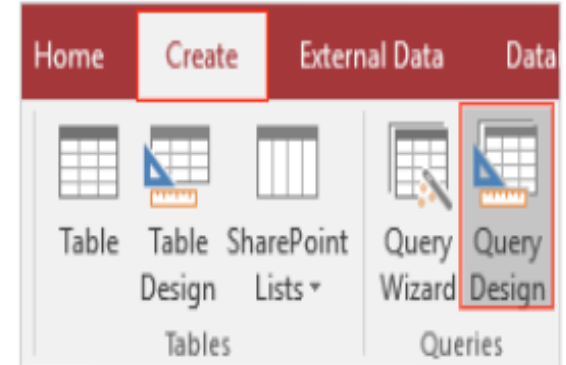 Home Create External Data Data
Table Table SharePoint Query Query
Design Lists Wizard Design
Tables Queries